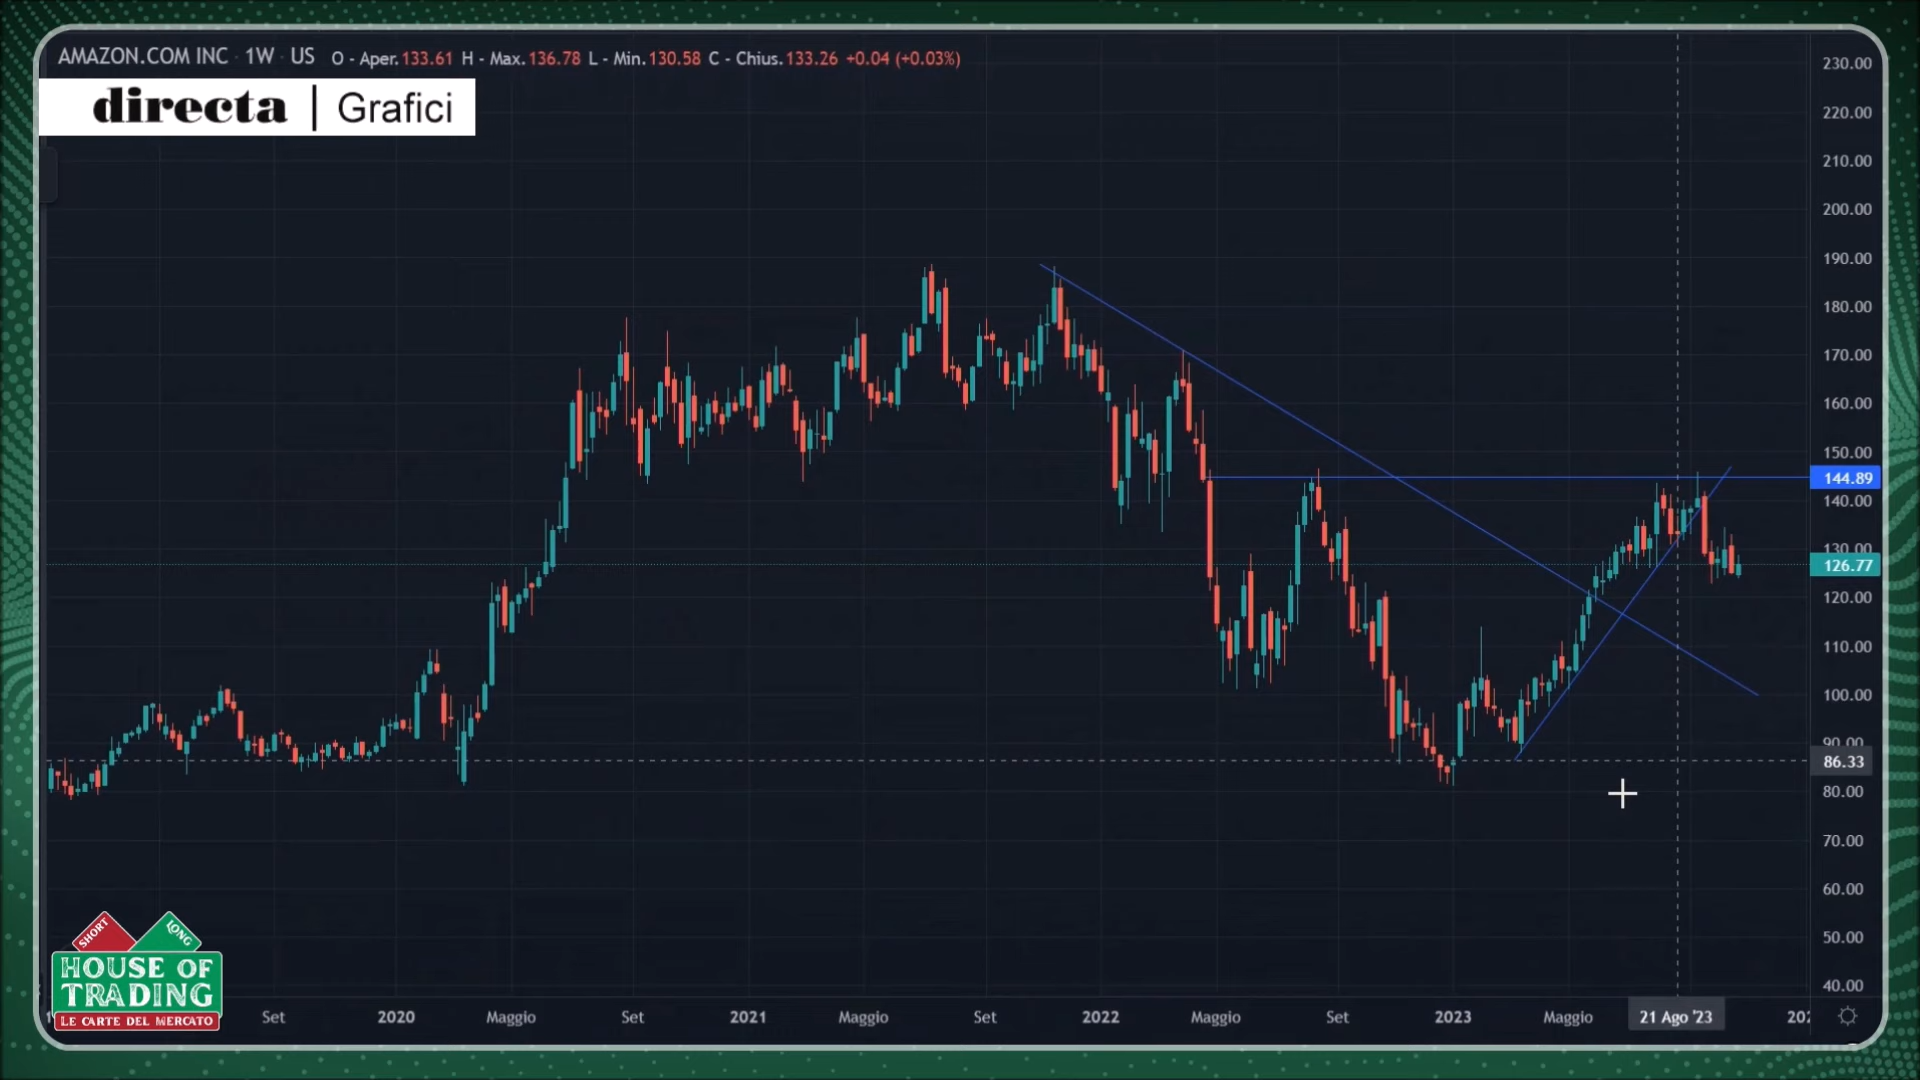 AMAZON.COM INC · 1W · US O - Aper.133.61 H - Max.136.78 L - Min.130.58 C - Chius.133.26 +0.04 (+0.03%)
directa | Grafici
230.00
220.00
210.00
200.00
190.00
180.00
170.00
160.00
150.00
144.89
140.00
130.00
126.77
120.00
110.00
100.00
90.00
86.33
80.00
70.00
60.00
50.00
40.00
SHORT
LONG
HOUSE OF
TRADING
LE CARTE DEL MERCATO
Set 2020 Maggio Set 2021 Maggio Set 2022 Maggio Set 2023 Maggio 21 Ago '23